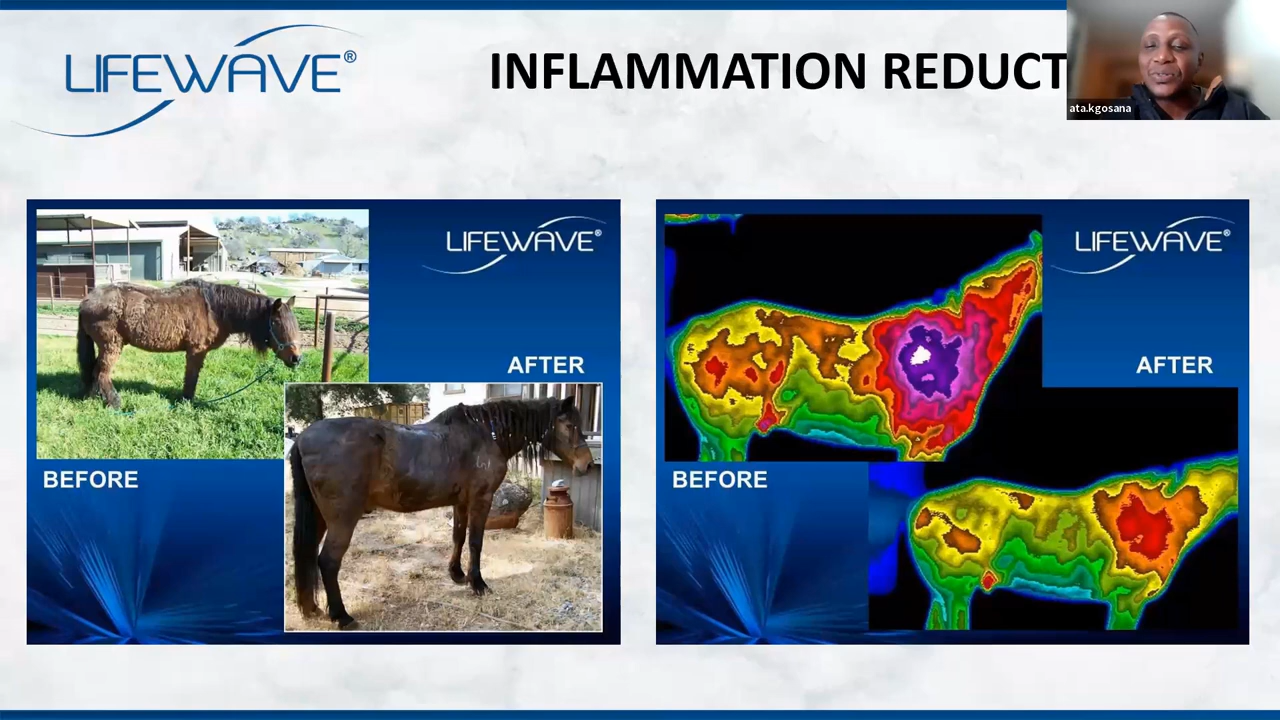 LIFEWAVE®
INFLAMMATION REDUCT
ata.kgosana
LIFEWAVE®
AFTER
BEFORE
LIFEWAVE®
AFTER
BEFORE